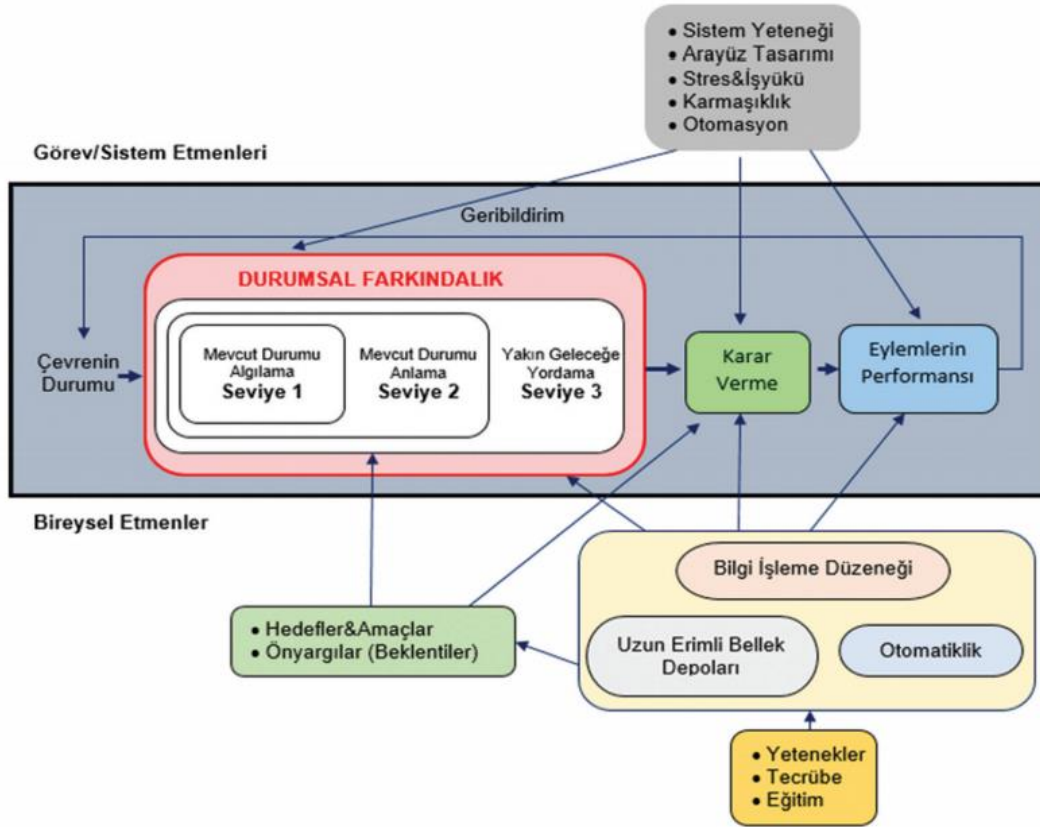 • Sistem Yeteneği
• Arayüz Tasarımı
• Stres&İşyükü
• Karmaşıklık
• Otomasyon
Görev/Sistem Etmenleri
Geribildirim
DURUMSAL FARKINDALIK
Çevrenin
Durumu
Mevcut Durumu
Algılama
Seviye 1
Mevcut Durumu
Anlama
Seviye 2
Yakın Geleceğe
Yordama
Seviye 3
Karar
Verme
Eylemlerin
Performansı
Bireysel Etmenler
Bilgi İşleme Düzeneği
Uzun Erimli Bellek
Depoları
Otomatiklik
• Hedefler&Amaçlar
• Önyargılar (Beklentiler)
• Yetenekler
• Tecrübe
• Eğitim